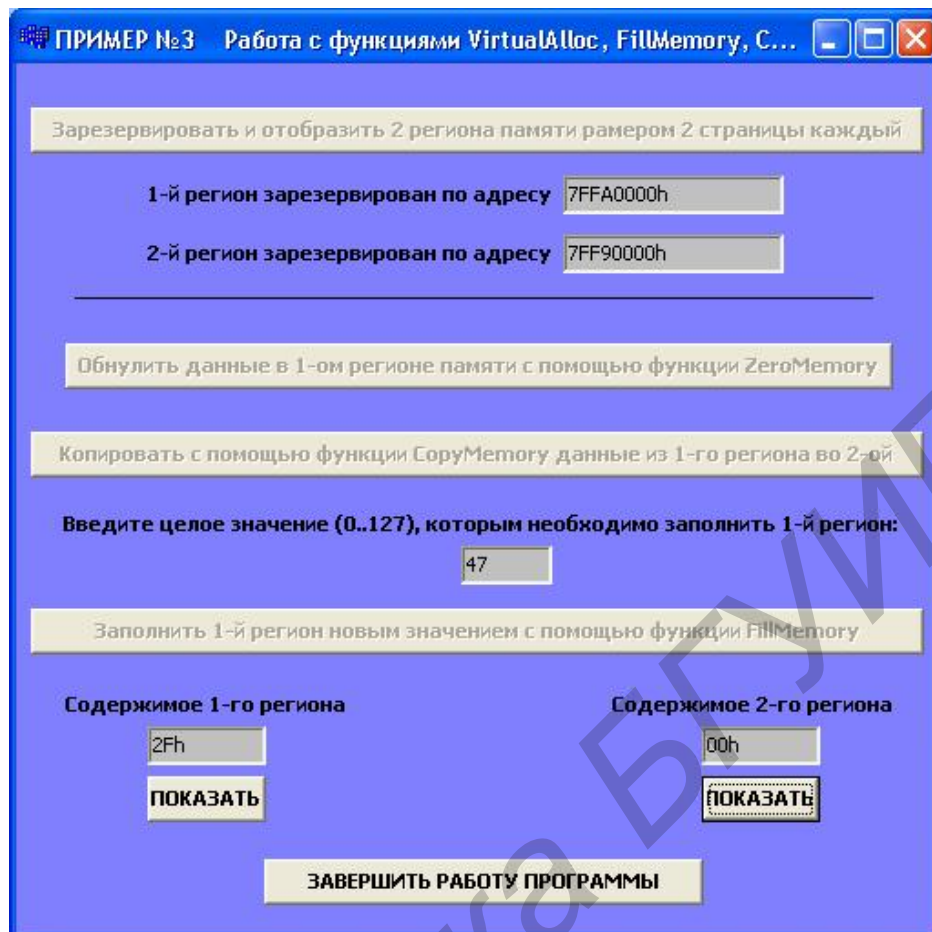 ПРИМЕР №3 Работа с функциями VirtualAlloc, FillMemory, C...
Зарезервировать и отобразить 2 региона памяти рамером 2 страницы каждый
1-й регион зарезервирован по адресу 7FFA0000h
2-й регион зарезервирован по адресу 7FF90000h
Обнулить данные в 1-ом регионе памяти с помощью функции ZeroMemory
Копировать с помощью функции CopyMemory данные из 1-го региона во 2-ой
Введите целое значение (0..127), которым необходимо заполнить 1-й регион:
47
Заполнить 1-й регион новым значением с помощью функции FillMemory
Содержимое 1-го региона Содержимое 2-го региона
2Fh 00h
ПОКАЗАТЬ ПОКАЗАТЬ
ЗАВЕРШИТЬ РАБОТУ ПРОГРАММЫ